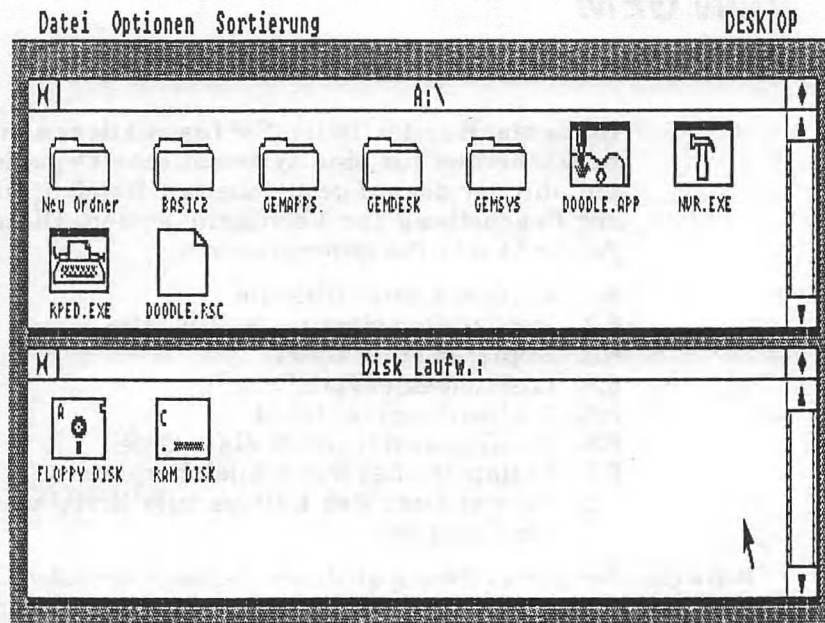 Datei Optionen Sortierung DESKTOP
A:\
Neu Ordner BASIC2 GEMAPPS GEMDESK GEMSYS DOODLE.APP NVR.EXE
RPED.EXE DOODLE.RSC
Disk Laufw.:
A C
FLOPPY DISK RAM DISK